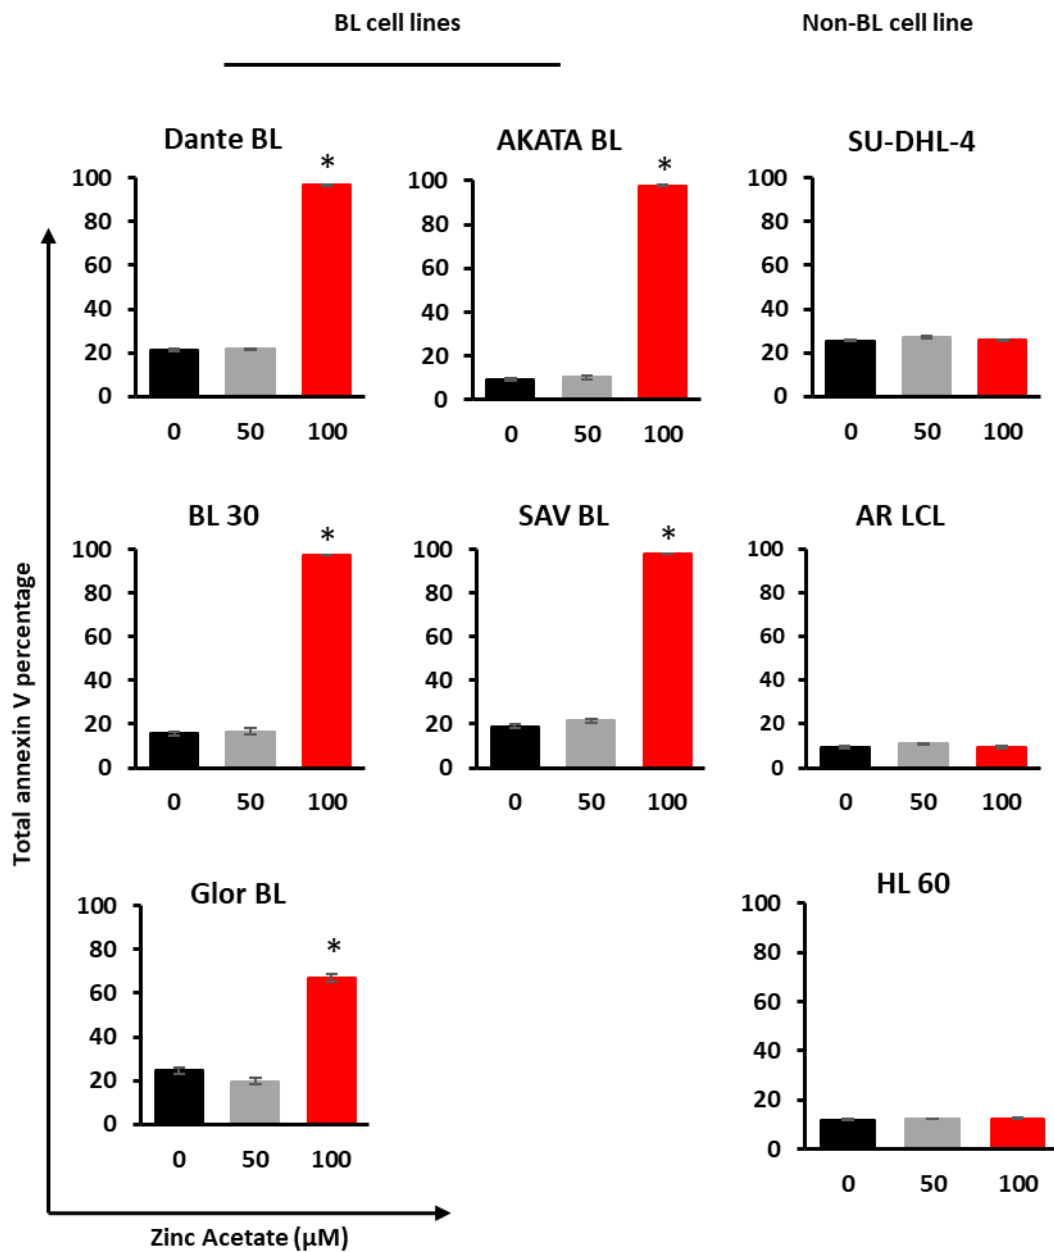 BL cell lines
Non-BL cell line
Dante BL
*
100
80
60
40
20
0
0 50 100
AKATA BL
*
100
80
60
40
20
0
0 50 100
SU-DHL-4
100
80
60
40
20
0
0 50 100
BL 30
*
100
80
60
40
20
0
0 50 100
SAV BL
*
100
80
60
40
20
0
0 50 100
AR LCL
100
80
60
40
20
0
0 50 100
Glor BL
*
100
80
60
40
20
0
0 50 100
HL 60
100
80
60
40
20
0
0 50 100
Total annexin V percentage
Zinc Acetate (µM)